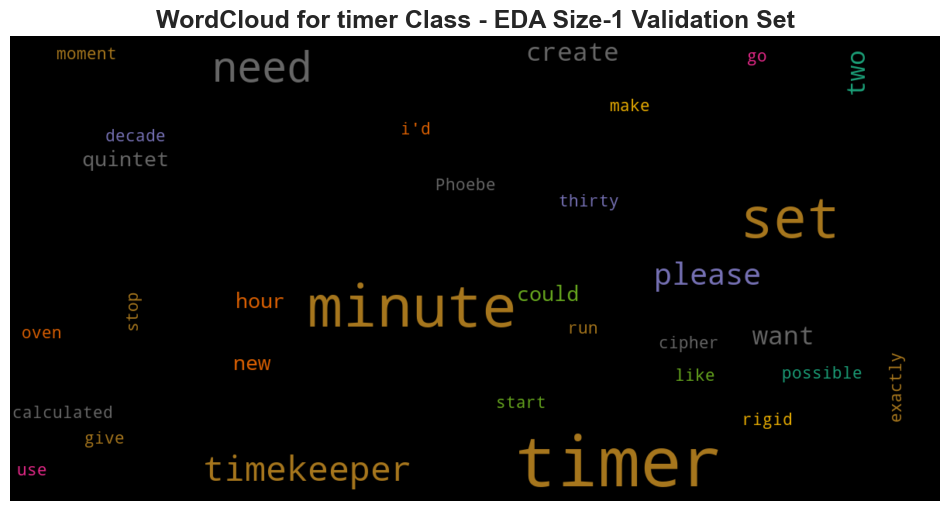 WordCloud for timer Class - EDA Size-1 Validation Set
moment
need
create
go
two
make
decade
i'd
quintet
Phoebe
thirty
set
please
hour
minute
could
stop
oven
run
cipher
want
new
like
possible
exactly
start
calculated
rigid
give
use
timekeeper
timer